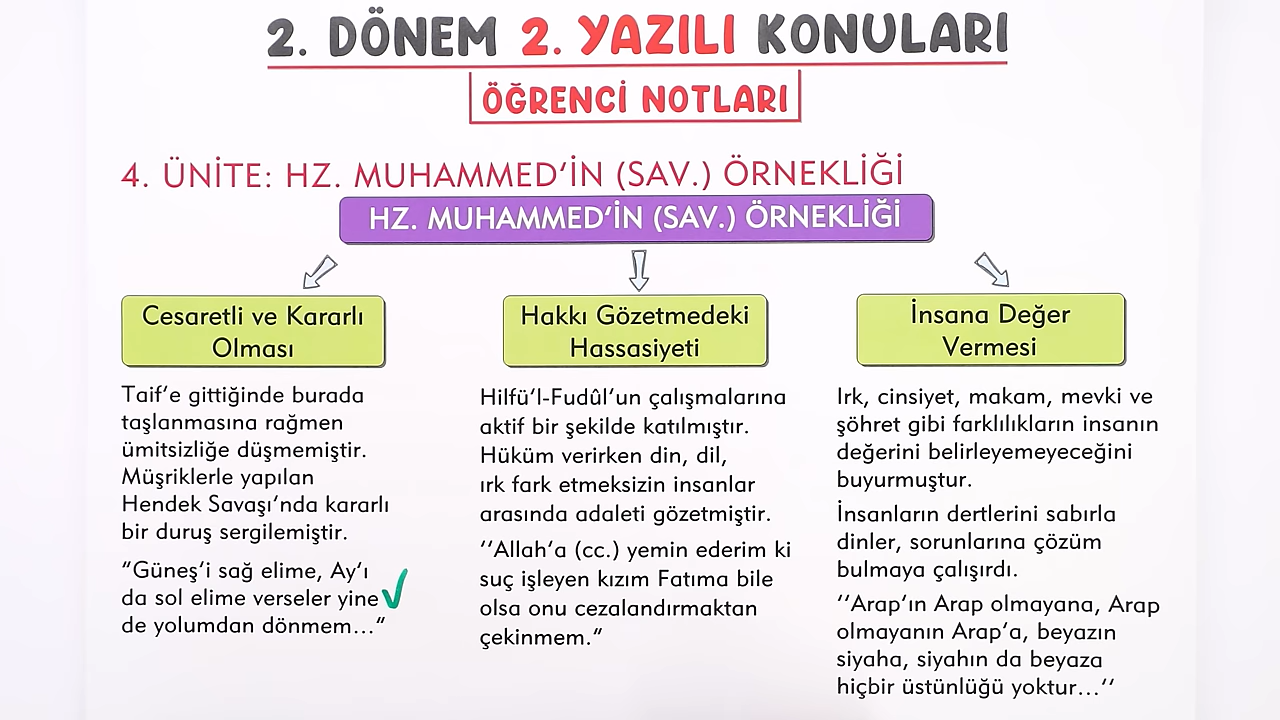 2. DÖNEM 2. YAZILI KONULARI
ÖĞRENCİ NOTLARI
4. ÜNİTE: HZ. MUHAMMED'İN (SAV.) ÖRNEKLİĞİ
HZ. MUHAMMED'İN (SAV.) ÖRNEKLİĞİ
Cesaretli ve Kararlı
Olması
Taif'e gittiğinde burada
taşlanmasına rağmen
ümitsizliğe düşmemiştir.
Müşriklerle yapılan
Hendek Savaşı'nda kararlı
bir duruş sergilemiştir.
"Güneş'i sağ elime, Ay'ı
da sol elime verseler yine
de yolumdan dönmem..."
Hakkı Gözetmedeki
Hassasiyeti
Hilfü'l-Fudûl'un çalışmalarına
aktif bir şekilde katılmıştır.
Hüküm verirken din, dil,
ırk fark etmeksizin insanlar
arasında adaleti gözetmiştir.
''Allah'a (cc.) yemin ederim ki
suç işleyen kızım Fatıma bile
olsa onu cezalandırmaktan
çekinmem."
İnsana Değer
Vermesi
Irk, cinsiyet, makam, mevki ve
şöhret gibi farklılıkların insanın
değerini belirleyemeyeceğini
buyurmuştur.
İnsanların dertlerini sabırla
dinler, sorunlarına çözüm
bulmaya çalışırdı.
''Arap'ın Arap olmayana, Arap
olmayanın Arap'a, beyazın
siyaha, siyahın da beyaza
hiçbir üstünlüğü yoktur...''